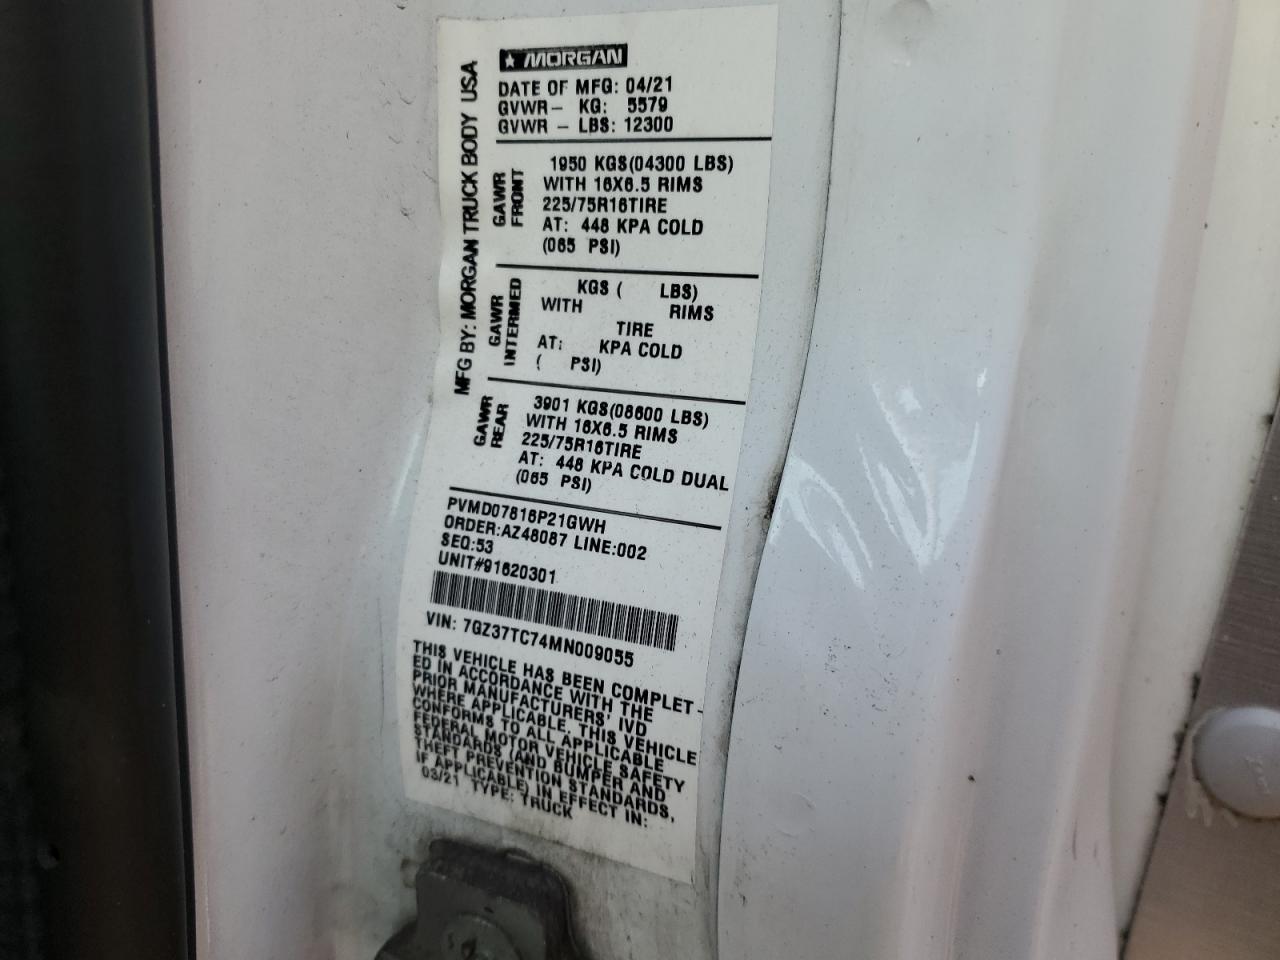 MORGAN
DATE OF MFG: 04/21
GVWR- KG: 5579
GVWR - LBS: 12300
MFG BY: MORGAN TRUCK BODY USA
GAWR FRONT
1950 KGS(04300 LBS)
WITH 16X6.5 RIMS
225/75R16TIRE
AT: 448 KPA COLD
(065 PSI)
GAWR INTERMED
KGS ( LBS)
WITH RIMS
TIRE
AT: KPA COLD
( PSI)
GAWR REAR
3901 KGS(08600 LBS)
WITH 16X6.5 RIMS
225/75R16TIRE
AT: 448 KPA COLD DUAL
(065 PSI)
PVMD07816P21GWH
ORDER:AZ48087 LINE:002
SEQ:53
UNIT#91620301
VIN: 7GZ37TC74MN009055
THIS VEHICLE HAS BEEN COMPLET-
ED IN ACCORDANCE WITH THE
PRIOR MANUFACTURERS' IVD
WHERE APPLICABLE. THIS VEHICLE
CONFORMS TO ALL APPLICABLE
FEDERAL MOTOR VEHICLE SAFETY
STANDARDS (AND BUMPER AND
THEFT PREVENTION STANDARDS,
IF APPLICABLE) IN EFFECT IN:
03/21 TYPE: TRUCK